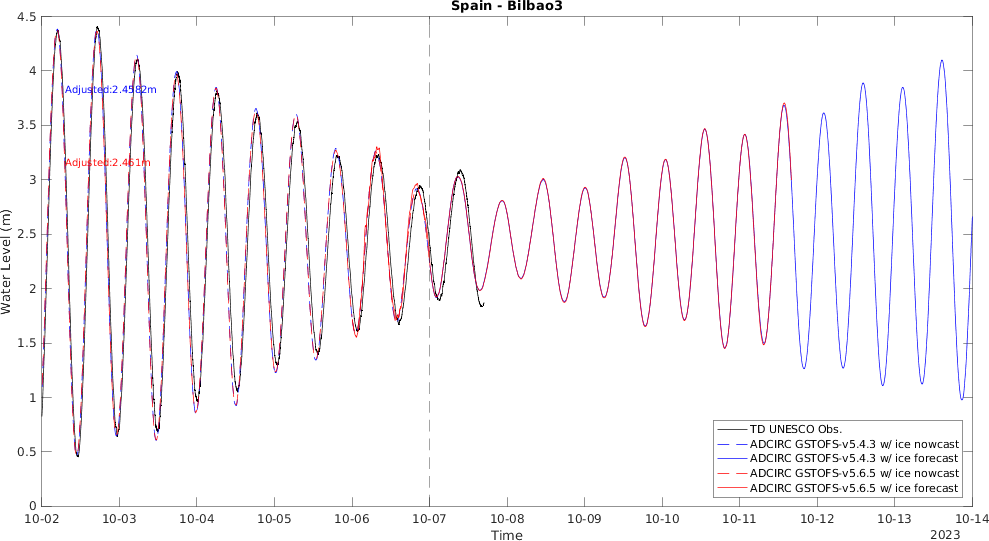 Spain - Bilbao3
4.5
4
3.5
3
2.5
2
1.5
1
0.5
0
Water Level (m)
Adjusted:2.4582m
Adjusted:2.461m
TD UNESCO Obs.
ADCIRC GSTOFS-v5.4.3 w/ ice nowcast
ADCIRC GSTOFS-v5.4.3 w/ ice forecast
ADCIRC GSTOFS-v5.6.5 w/ ice nowcast
ADCIRC GSTOFS-v5.6.5 w/ ice forecast
10-02 10-03 10-04 10-05 10-06 10-07 10-08 10-09 10-10 10-11 10-12 10-13 10-14
Time
2023